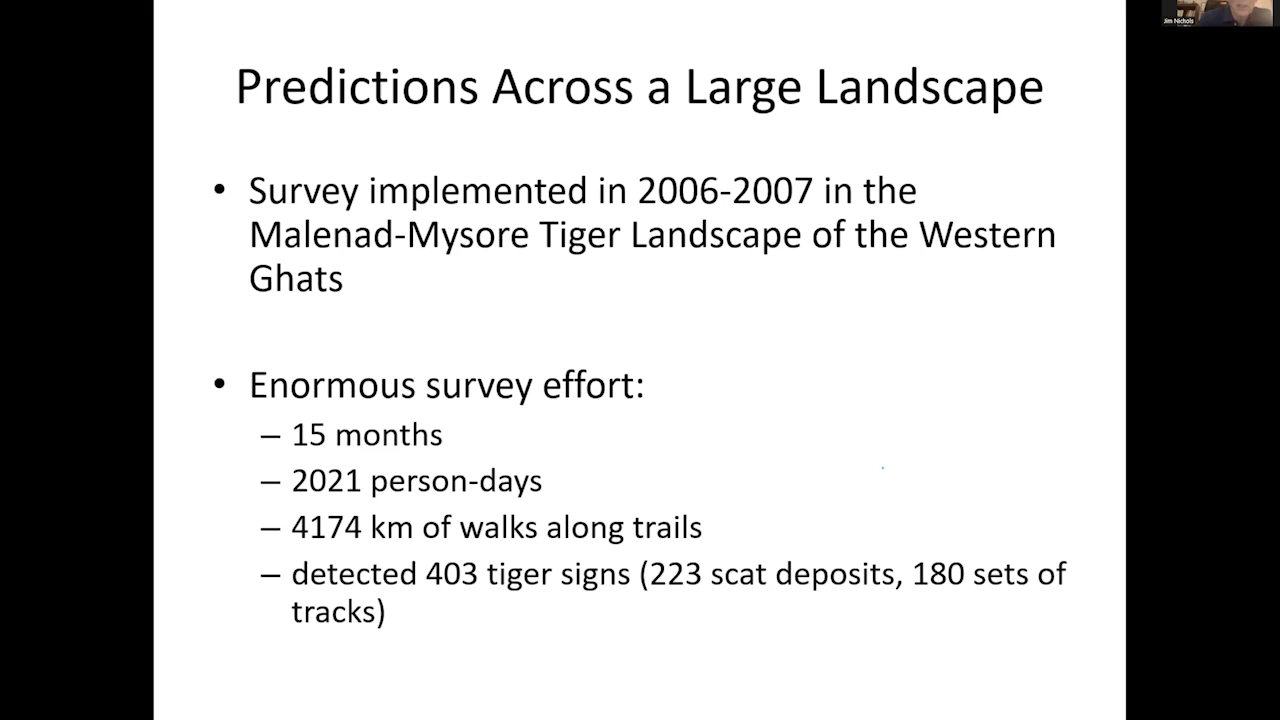 Jim Nichols
Predictions Across a Large Landscape
• Survey implemented in 2006-2007 in the
Malenad-Mysore Tiger Landscape of the Western
Ghats
• Enormous survey effort:
– 15 months
– 2021 person-days
– 4174 km of walks along trails
– detected 403 tiger signs (223 scat deposits, 180 sets of
tracks)